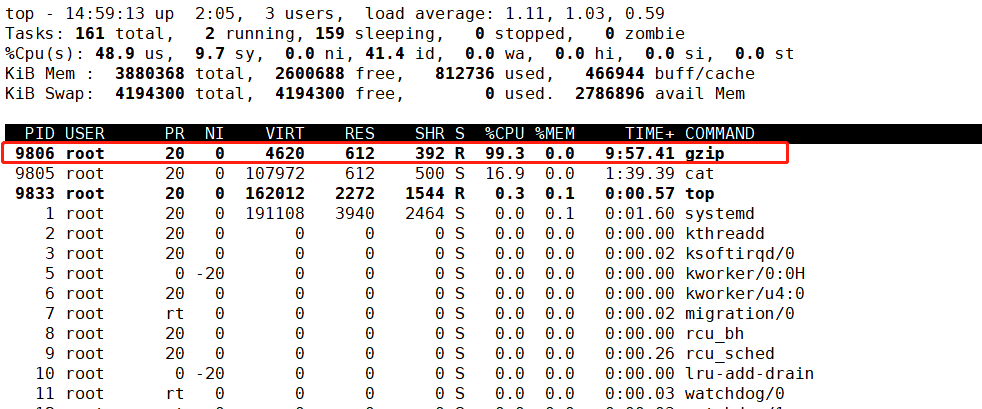 top - 14:59:13 up  2:05,  3 users,  load average: 1.11, 1.03, 0.59
Tasks: 161 total,   2 running, 159 sleeping,   0 stopped,   0 zombie
%Cpu(s): 48.9 us,  9.7 sy,  0.0 ni, 41.4 id,  0.0 wa,  0.0 hi,  0.0 si,  0.0 st
KiB Mem :  3880368 total,  2600688 free,   812736 used,   466944 buff/cache
KiB Swap:  4194300 total,  4194300 free,        0 used.  2786896 avail Mem
  PID USER      PR  NI    VIRT    RES    SHR S  %CPU %MEM     TIME+ COMMAND
 9806 root      20   0    4620    612    392 R  99.3  0.0   9:57.41 gzip
 9805 root      20   0  107972    612    500 S  16.9  0.0   1:39.39 cat
 9833 root      20   0  162012   2272   1544 R   0.3  0.1   0:00.57 top
    1 root      20   0  191108   3940   2464 S   0.0  0.1   0:01.60 systemd
    2 root      20   0       0      0      0 S   0.0  0.0   0:00.00 kthreadd
    3 root      20   0       0      0      0 S   0.0  0.0   0:00.02 ksoftirqd/0
    5 root       0 -20       0      0      0 S   0.0  0.0   0:00.00 kworker/0:0H
    6 root      20   0       0      0      0 S   0.0  0.0   0:00.00 kworker/u4:0
    7 root      rt   0       0      0      0 S   0.0  0.0   0:00.02 migration/0
    8 root      20   0       0      0      0 S   0.0  0.0   0:00.00 rcu_bh
    9 root      20   0       0      0      0 S   0.0  0.0   0:00.26 rcu_sched
   10 root       0 -20       0      0      0 S   0.0  0.0   0:00.00 lru-add-drain
   11 root      rt   0       0      0      0 S   0.0  0.0   0:00.03 watchdog/0